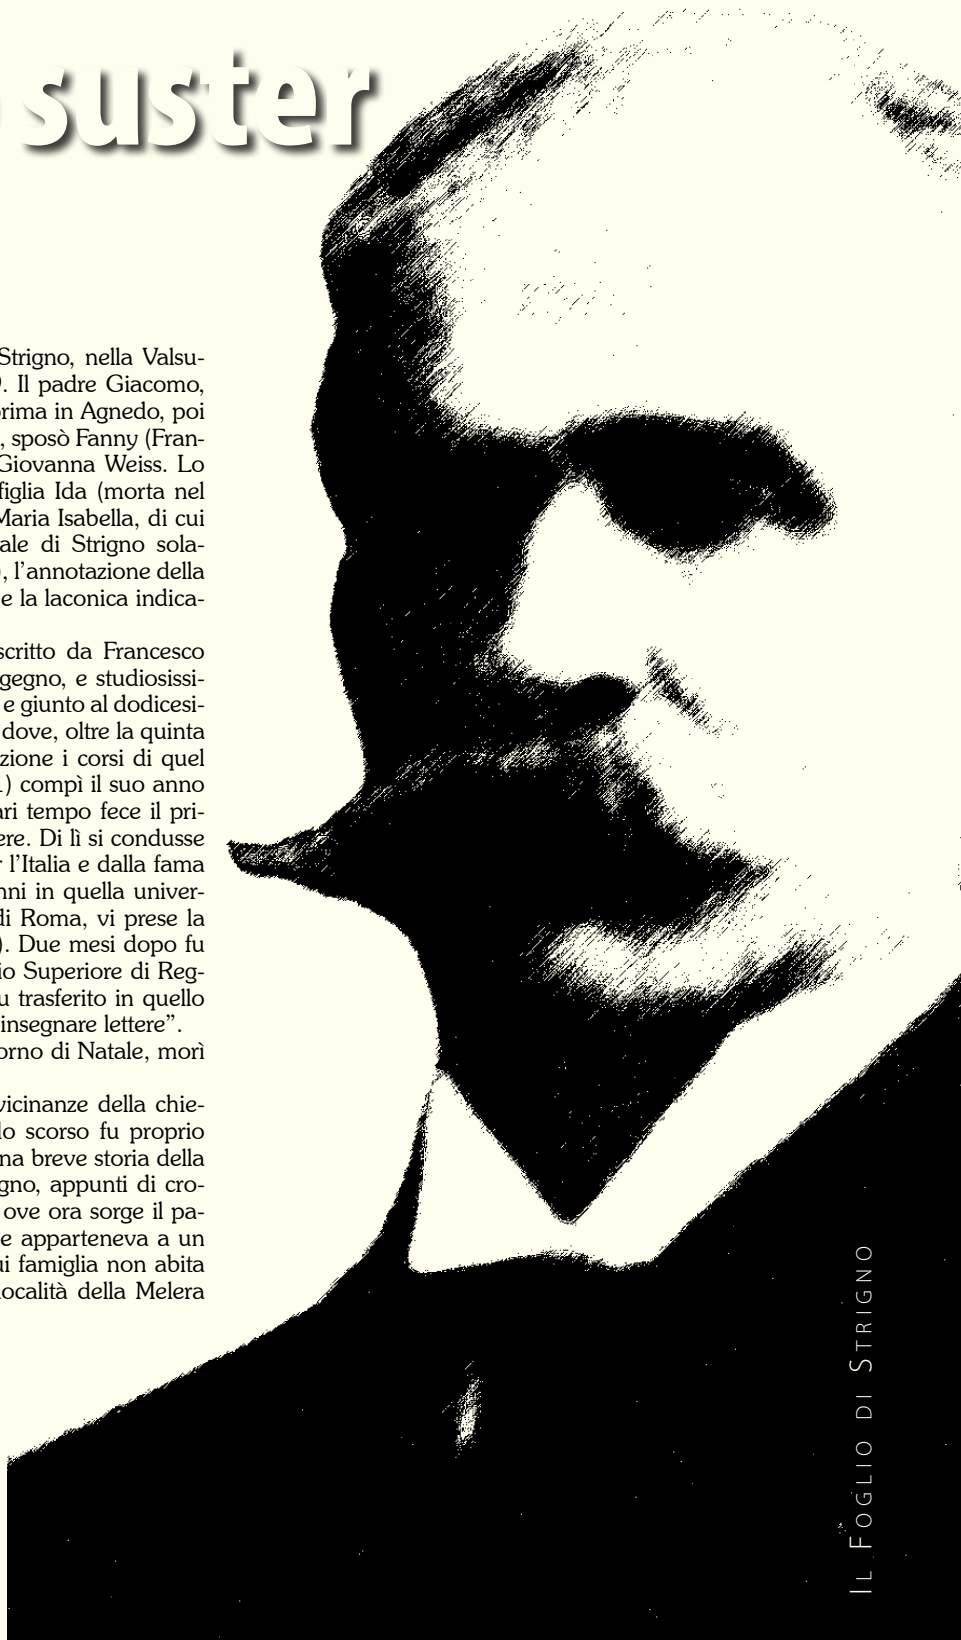 suster
Strigno, nella Valsu-
. Il padre Giacomo,
prima in Agnedo, poi
, sposò Fanny (Fran-
Giovanna Weiss. Lo
figlia Ida (morta nel
Maria Isabella, di cui
ale di Strigno sola-
), l’annotazione della
e la laconica indica-
scritto da Francesco
gegno, e studiosissi-
e giunto al dodicesi-
dove, oltre la quinta
zione i corsi di quel
) compì il suo anno
ari tempo fece il pri-
ere. Di lì si condusse
r l’Italia e dalla fama
nni in quella univer-
di Roma, vi prese la
). Due mesi dopo fu
io Superiore di Reg-
u trasferito in quello
insegnare lettere”.
orno di Natale, morì
vicinanze della chie-
lo scorso fu proprio
na breve storia della
gno, appunti di cro-
ove ora sorge il pa-
e apparteneva a un
ui famiglia non abita
località della Melera
Il Foglio di Strigno